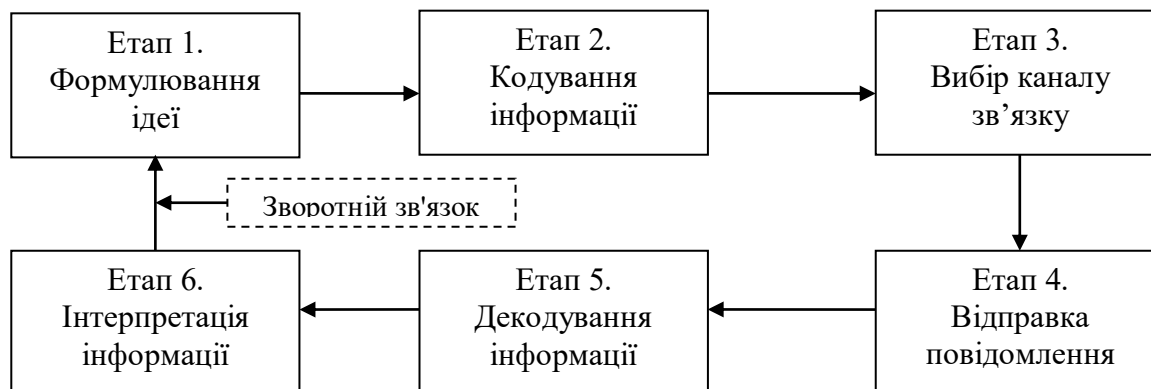 Етап 1.
Формулювання
ідеї
Етап 2.
Кодування
інформації
Етап 3.
Вибір каналу
зв’язку
Зворотній зв'язок
Етап 6.
Інтерпретація
інформації
Етап 5.
Декодування
інформації
Етап 4.
Відправка
повідомлення